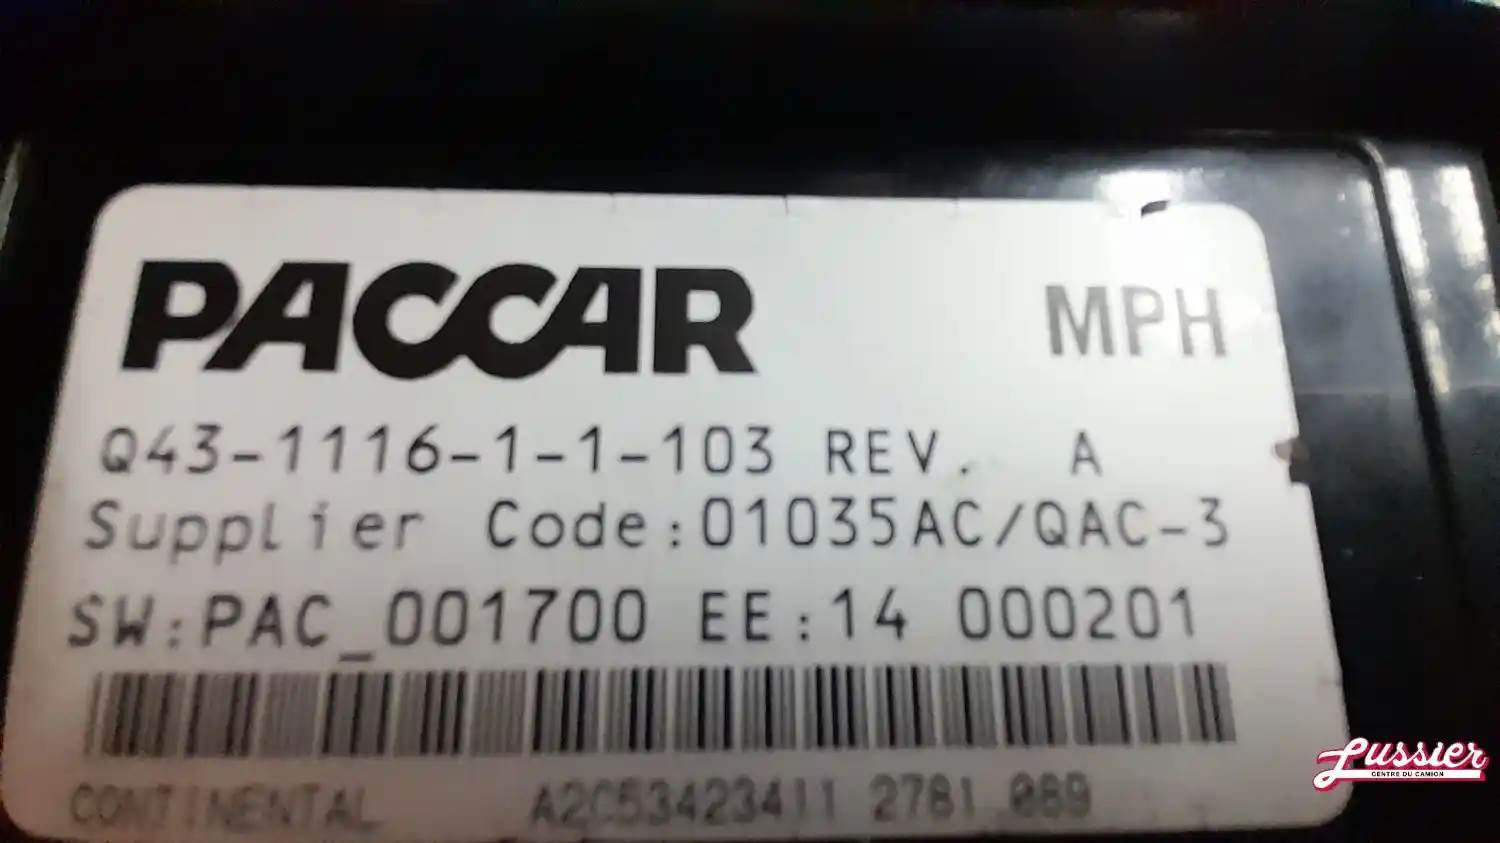 PACCAR MPH
Q43-1116-1-1-103 REV. A
Supplier Code:01035AC/QAC-3
SW:PAC_001700 EE:14 000201
CONTINENTAL A2C53423411 2781 089
Lussier
CENTRE DU CAMION